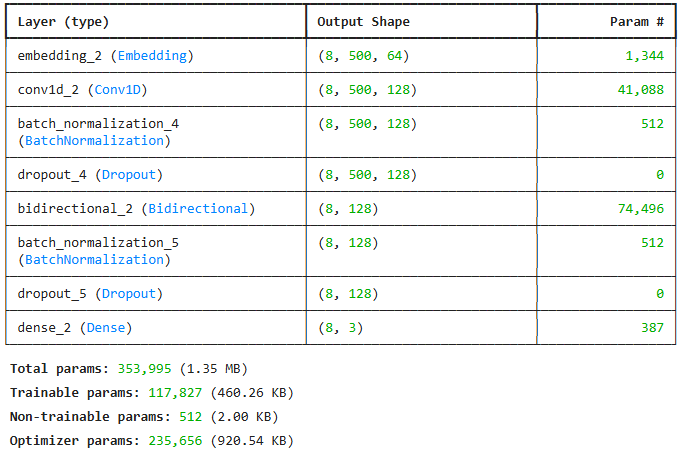 Layer (type) Output Shape Param #
embedding_2 (Embedding) (8, 500, 64) 1,344
conv1d_2 (Conv1D) (8, 500, 128) 41,088
batch_normalization_4 (8, 500, 128) 512
(BatchNormalization)
dropout_4 (Dropout) (8, 500, 128) 0
bidirectional_2 (Bidirectional) (8, 128) 74,496
batch_normalization_5 (8, 128) 512
(BatchNormalization)
dropout_5 (Dropout) (8, 128) 0
dense_2 (Dense) (8, 3) 387
Total params: 353,995 (1.35 MB)
Trainable params: 117,827 (460.26 KB)
Non-trainable params: 512 (2.00 KB)
Optimizer params: 235,656 (920.54 KB)